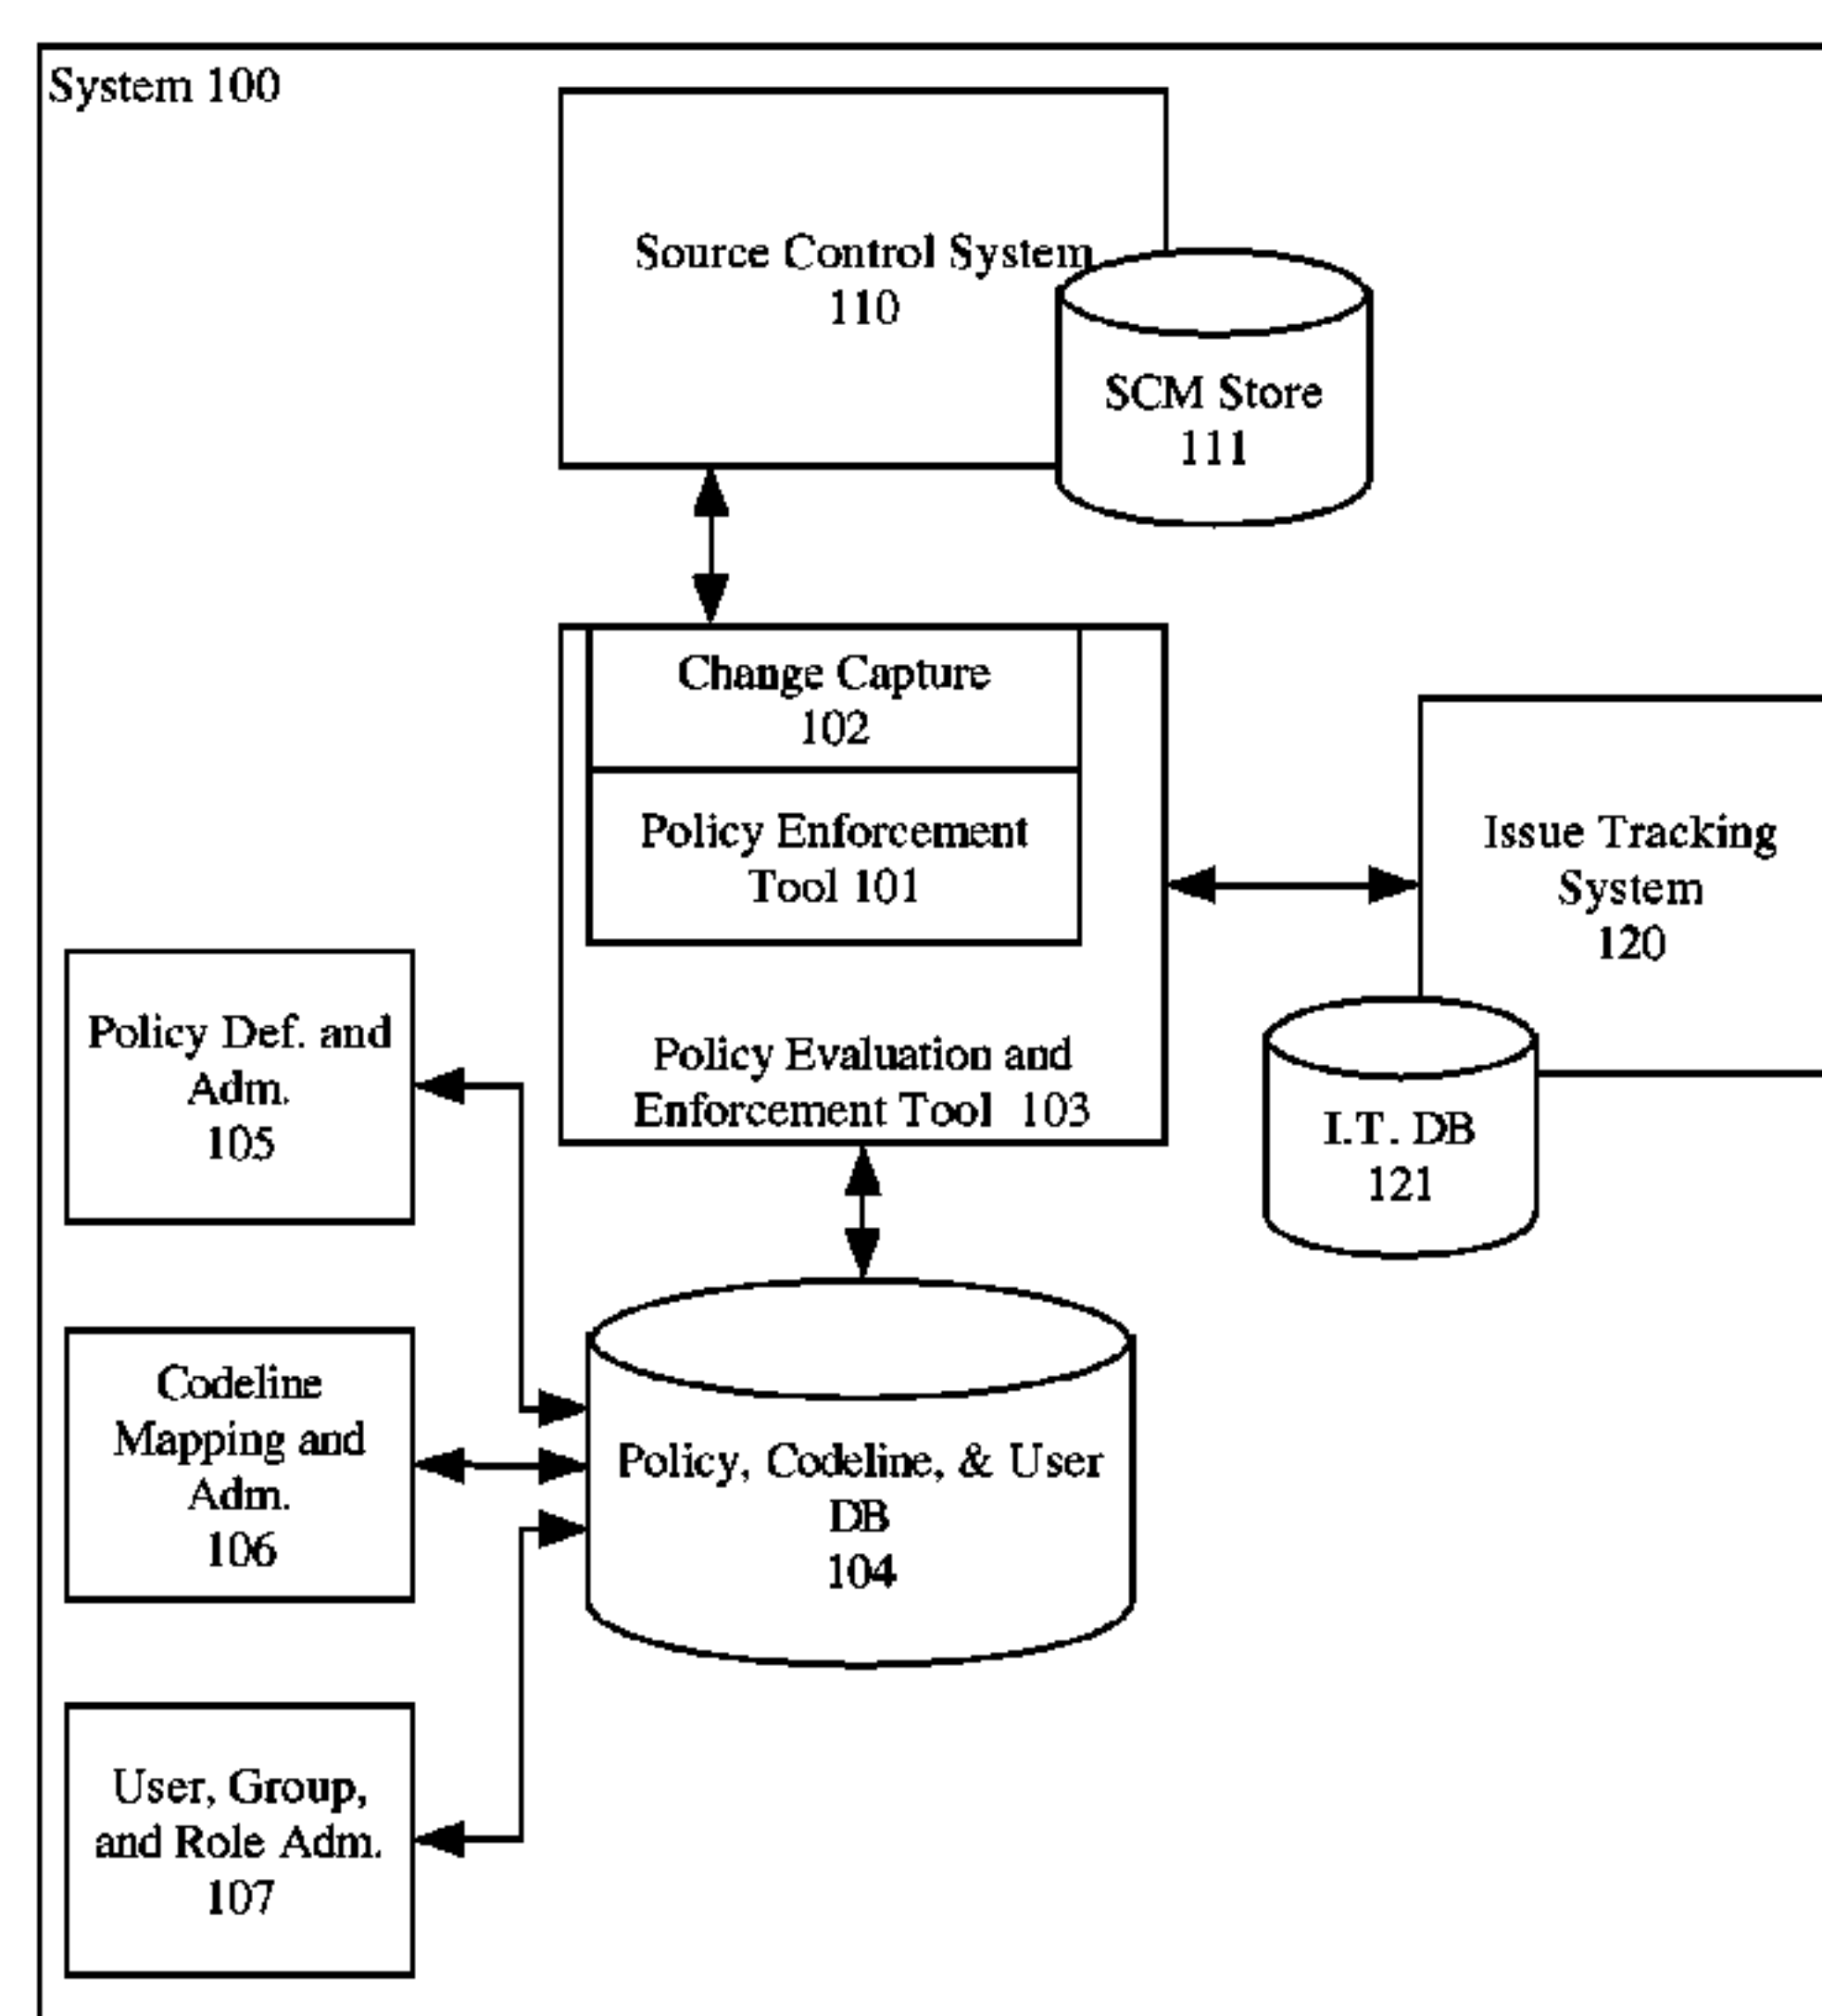 System 100
Source Control System
110
SCM Store
111
Change Capture
102
Policy Enforcement
Tool 101
Policy Evaluation and
Enforcement Tool 103
Issue Tracking
System
120
I.T. DB
121
Policy Def. and
Adm.
105
Codeline
Mapping and
Adm.
106
User, Group,
and Role Adm.
107
Policy, Codeline, & User
DB
104